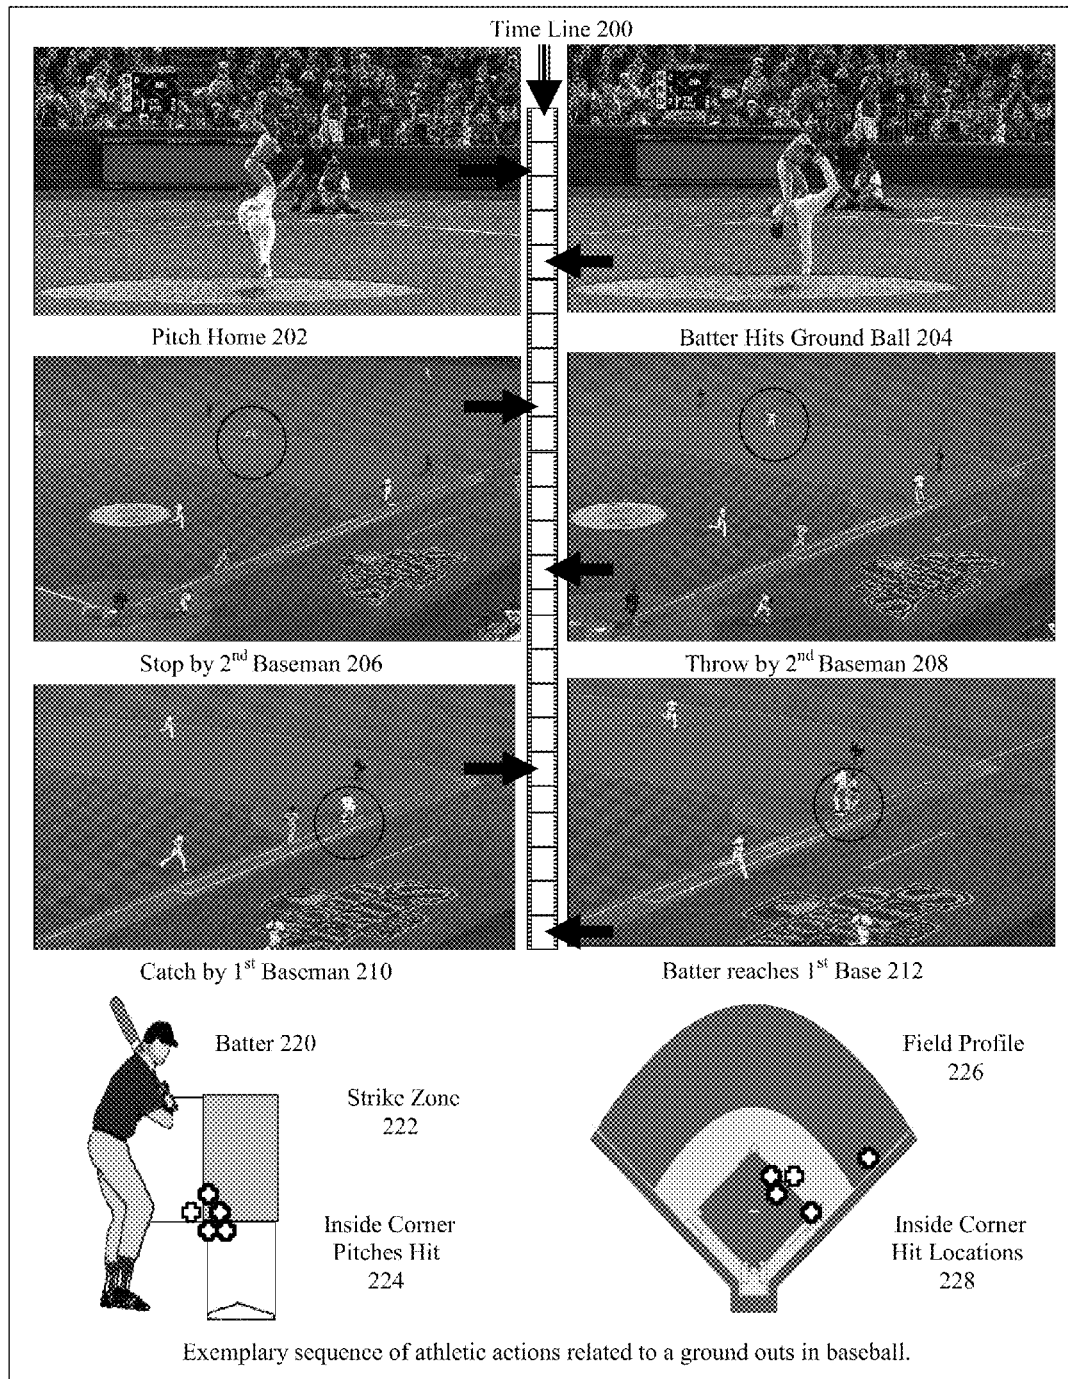 Time Line 200
Pitch Home 202
Batter Hits Ground Ball 204
Stop by 2nd Baseman 206
Throw by 2nd Baseman 208
Catch by 1st Baseman 210
Batter reaches 1st Base 212
Batter 220
Strike Zone
222
Inside Corner
Pitches Hit
224
Field Profile
226
Inside Corner
Hit Locations
228
Exemplary sequence of athletic actions related to a ground outs in baseball.